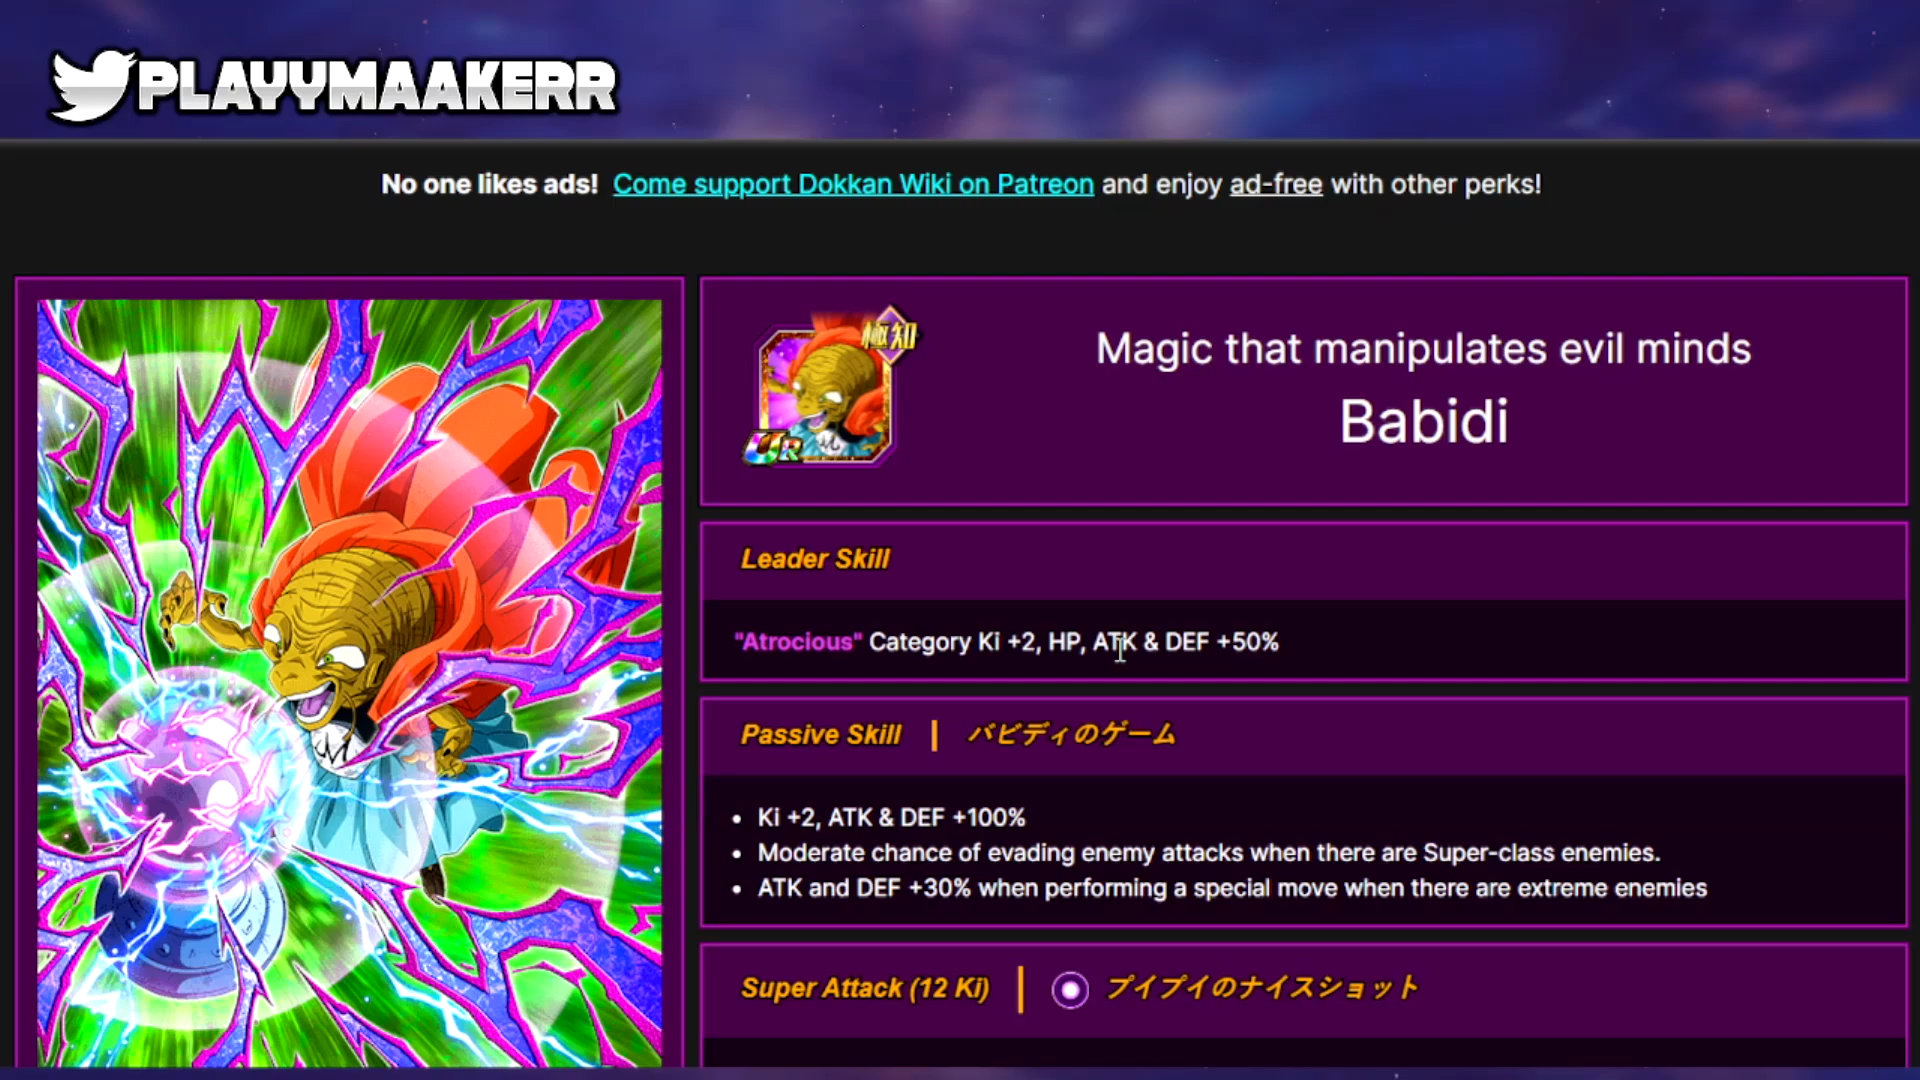 PLAYYMAAKERR
No one likes ads! Come support Dokkan Wiki on Patreon and enjoy ad-free with other perks!
極知
UR
Magic that manipulates evil minds
Babidi
Leader Skill
"Atrocious" Category Ki +2, HP, ATK & DEF +50%
Passive Skill | バビディのゲーム
• Ki +2, ATK & DEF +100%
• Moderate chance of evading enemy attacks when there are Super-class enemies.
• ATK and DEF +30% when performing a special move when there are extreme enemies
Super Attack (12 Ki) | プイプイのナイスショット
M